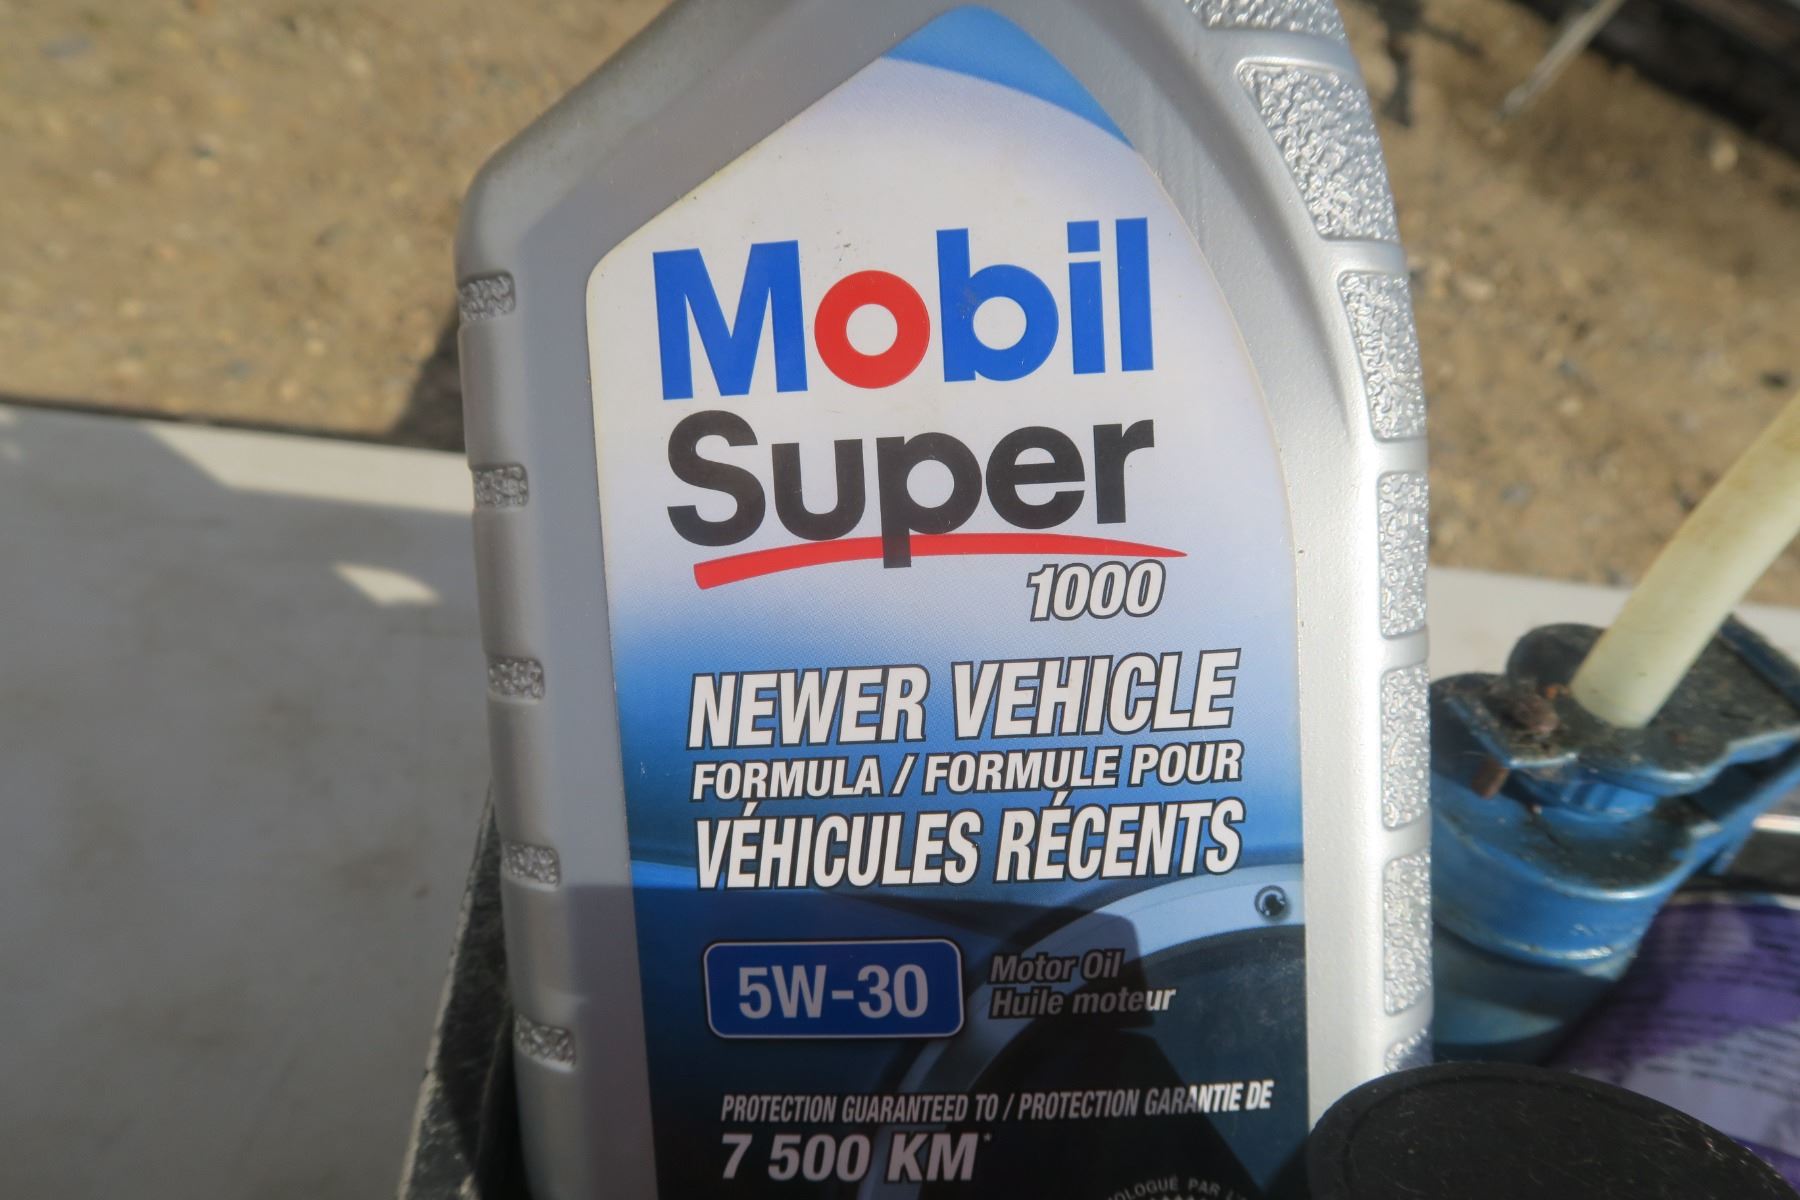 Mobil
Super
1000
NEWER VEHICLE
FORMULA / FORMULE POUR
VÉHICULES RÉCENTS
5W-30
Motor Oil
Huile moteur
PROTECTION GUARANTEED TO / PROTECTION GARANTIE DE
7 500 KM*
PAR